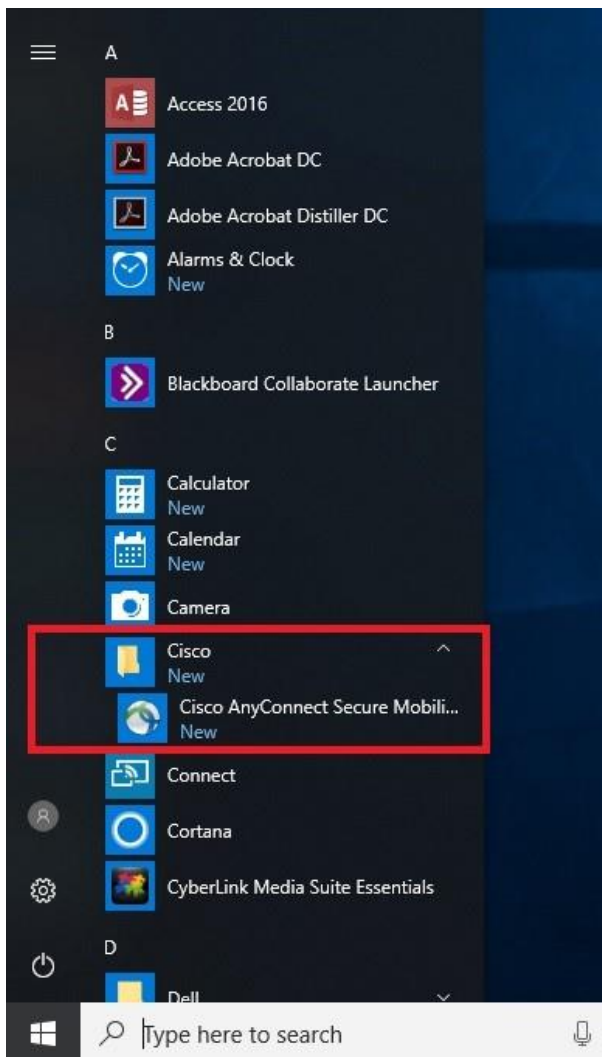 A
Access 2016
Adobe Acrobat DC
Adobe Acrobat Distiller DC
Alarms & Clock
New
B
Blackboard Collaborate Launcher
C
Calculator
New
Calendar
New
Camera
Cisco
New
Cisco AnyConnect Secure Mobili...
New
Connect
Cortana
CyberLink Media Suite Essentials
D
Dell
Type here to search